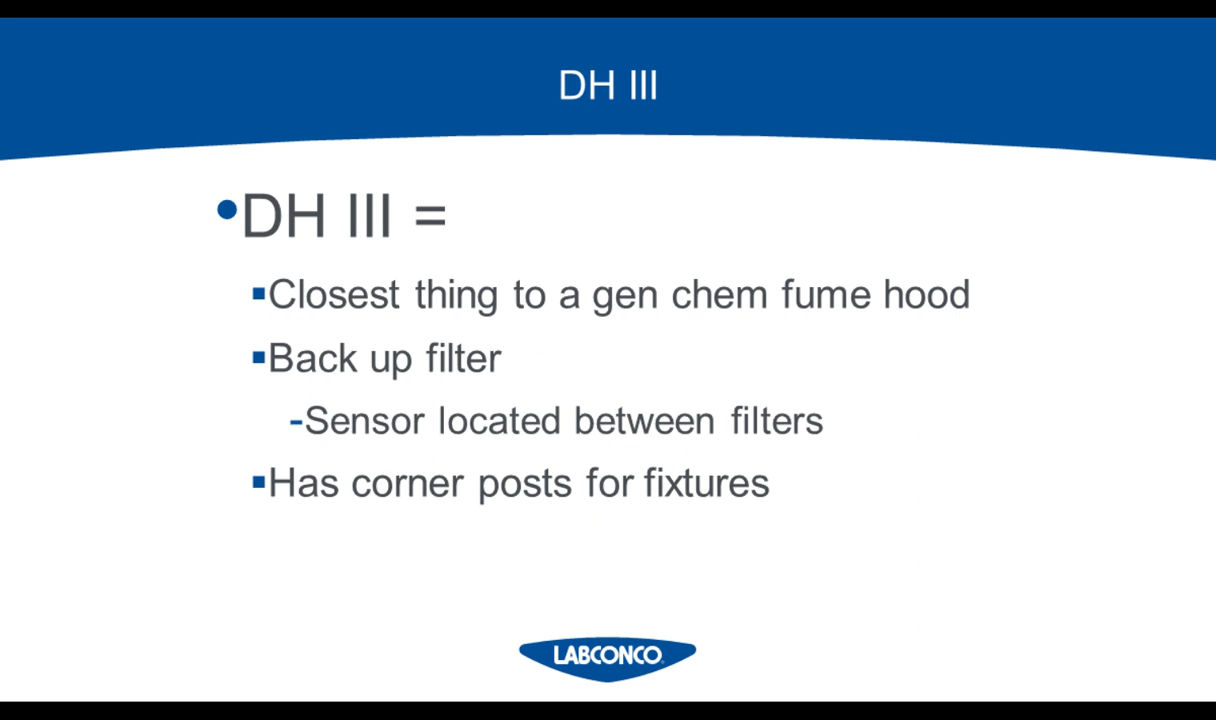 DH III
•DH III =
▪Closest thing to a gen chem fume hood
▪Back up filter
-Sensor located between filters
▪Has corner posts for fixtures
LABCONCO